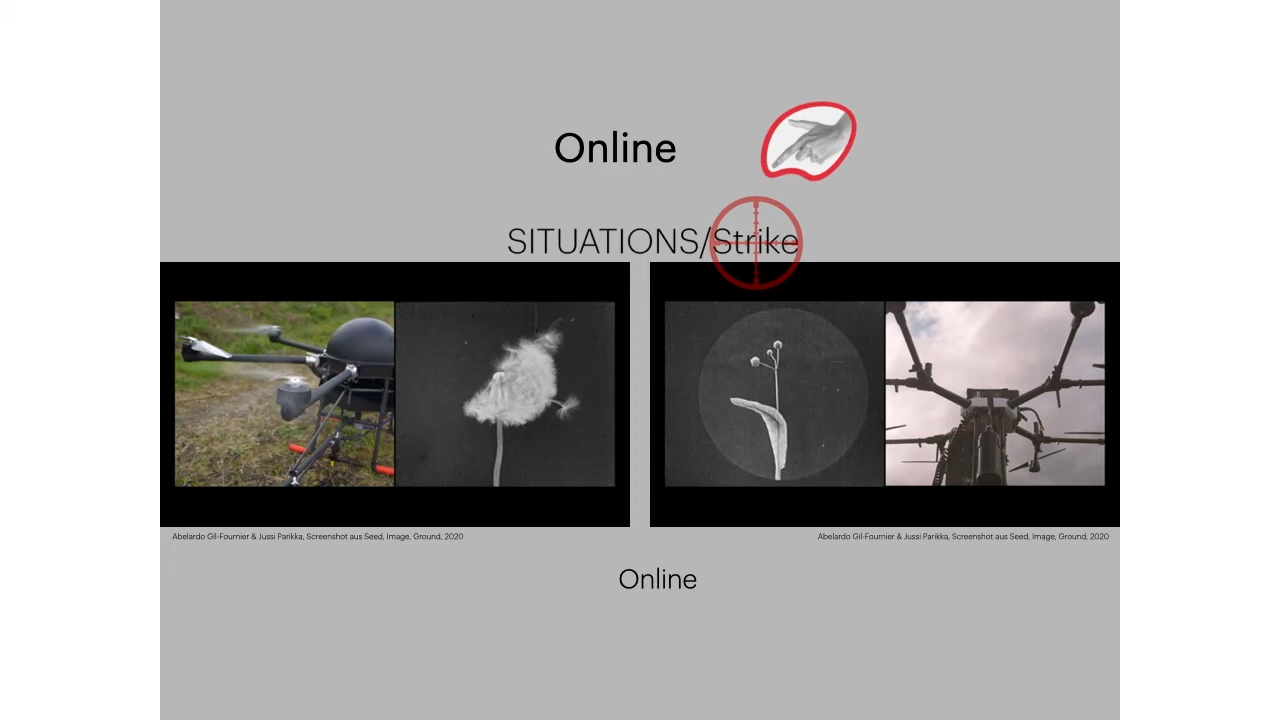 Online
SITUATIONS/Strike
Abelardo Gil-Fournier & Jussi Parikka, Screenshot aus Seed, Image, Ground, 2020
Abelardo Gil-Fournier & Jussi Parikka, Screenshot aus Seed, Image, Ground, 2020
Online